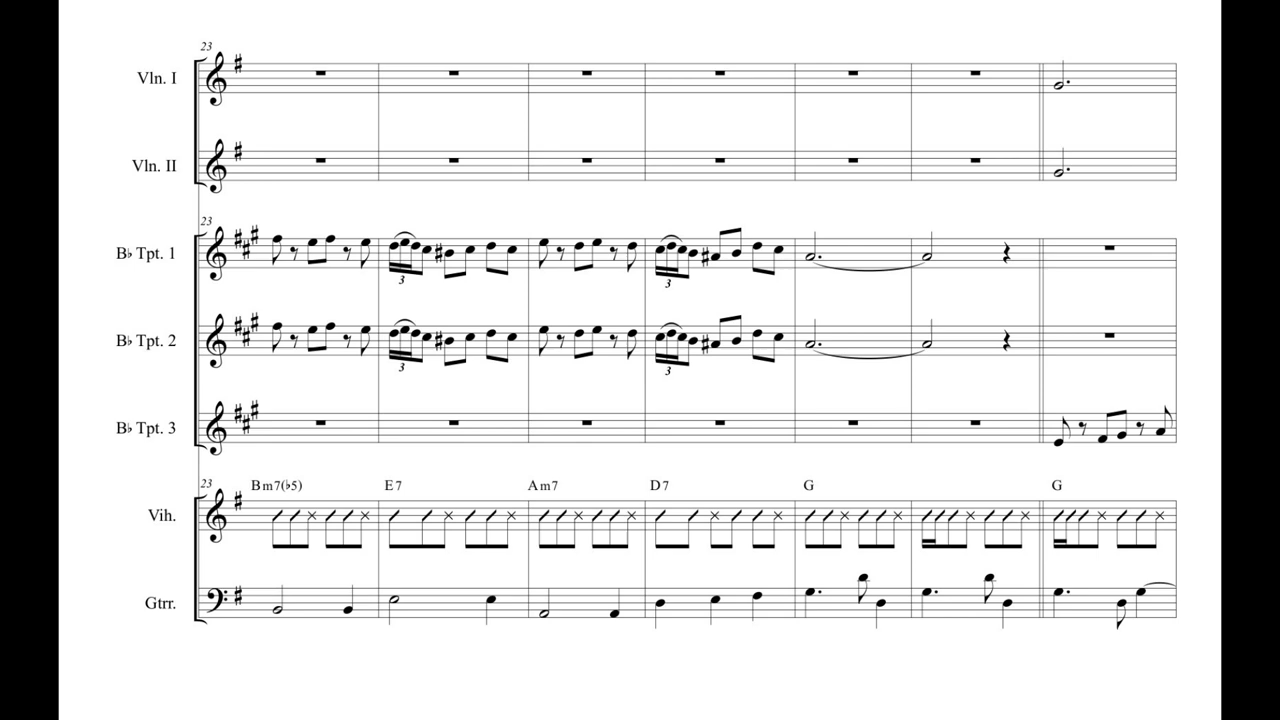 23
Vln. I
Vln. II
23
B♭ Tpt. 1
3
3
B♭ Tpt. 2
3
3
B♭ Tpt. 3
23
Bm7(♭5) E7 Am7 D7 G G
Vih.
Gtrr.